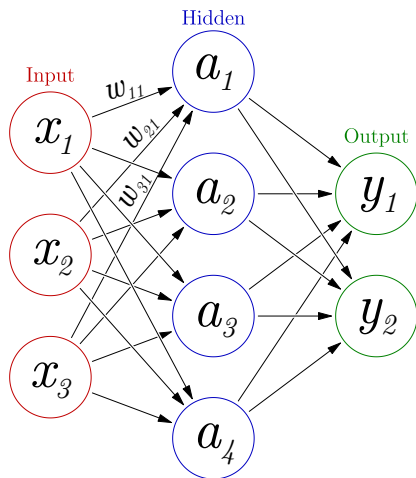 Hidden
Input
Output
w₁₁
w₂₁
w₃₁
x₁
x₂
x₃
a₁
a₂
a₃
a₄
y₁
y₂